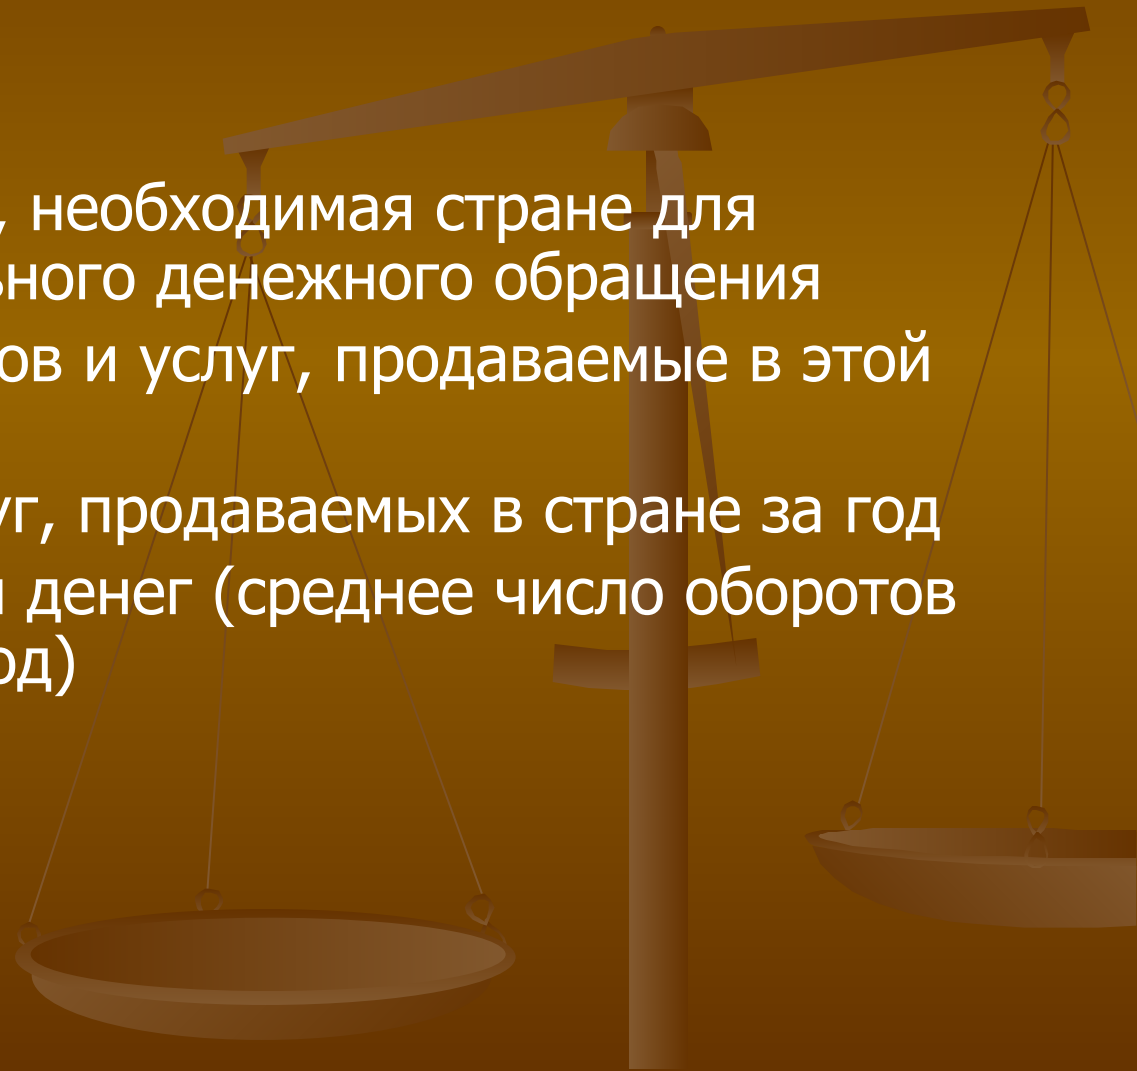 , необходимая стране для
ьного денежного обращения
ов и услуг, продаваемые в этой
уг, продаваемых в стране за год
и денег (среднее число оборотов
од)